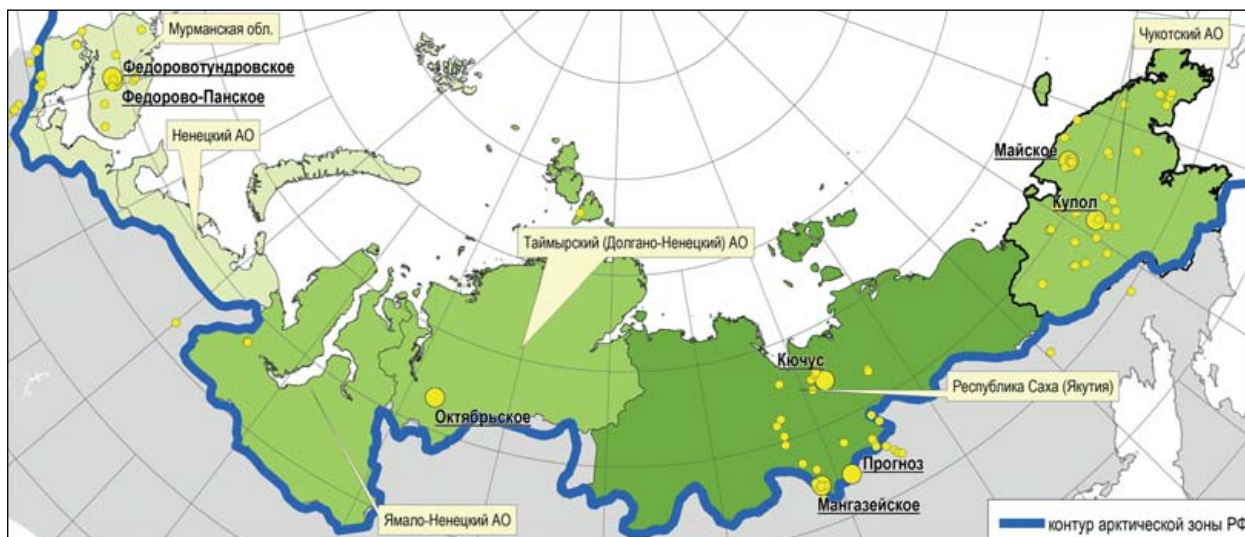 Мурманская обл.
Чукотский АО
Федоровотундровское
Федорово-Панское
Ненецкий АО
Майское
Купол
Таймырский (Долгано-Ненецкий) АО
Кючус
Республика Саха (Якутия)
Октябрьское
Прогноз
Мангазейское
Ямало-Ненецкий АО
контур арктической зоны РФ